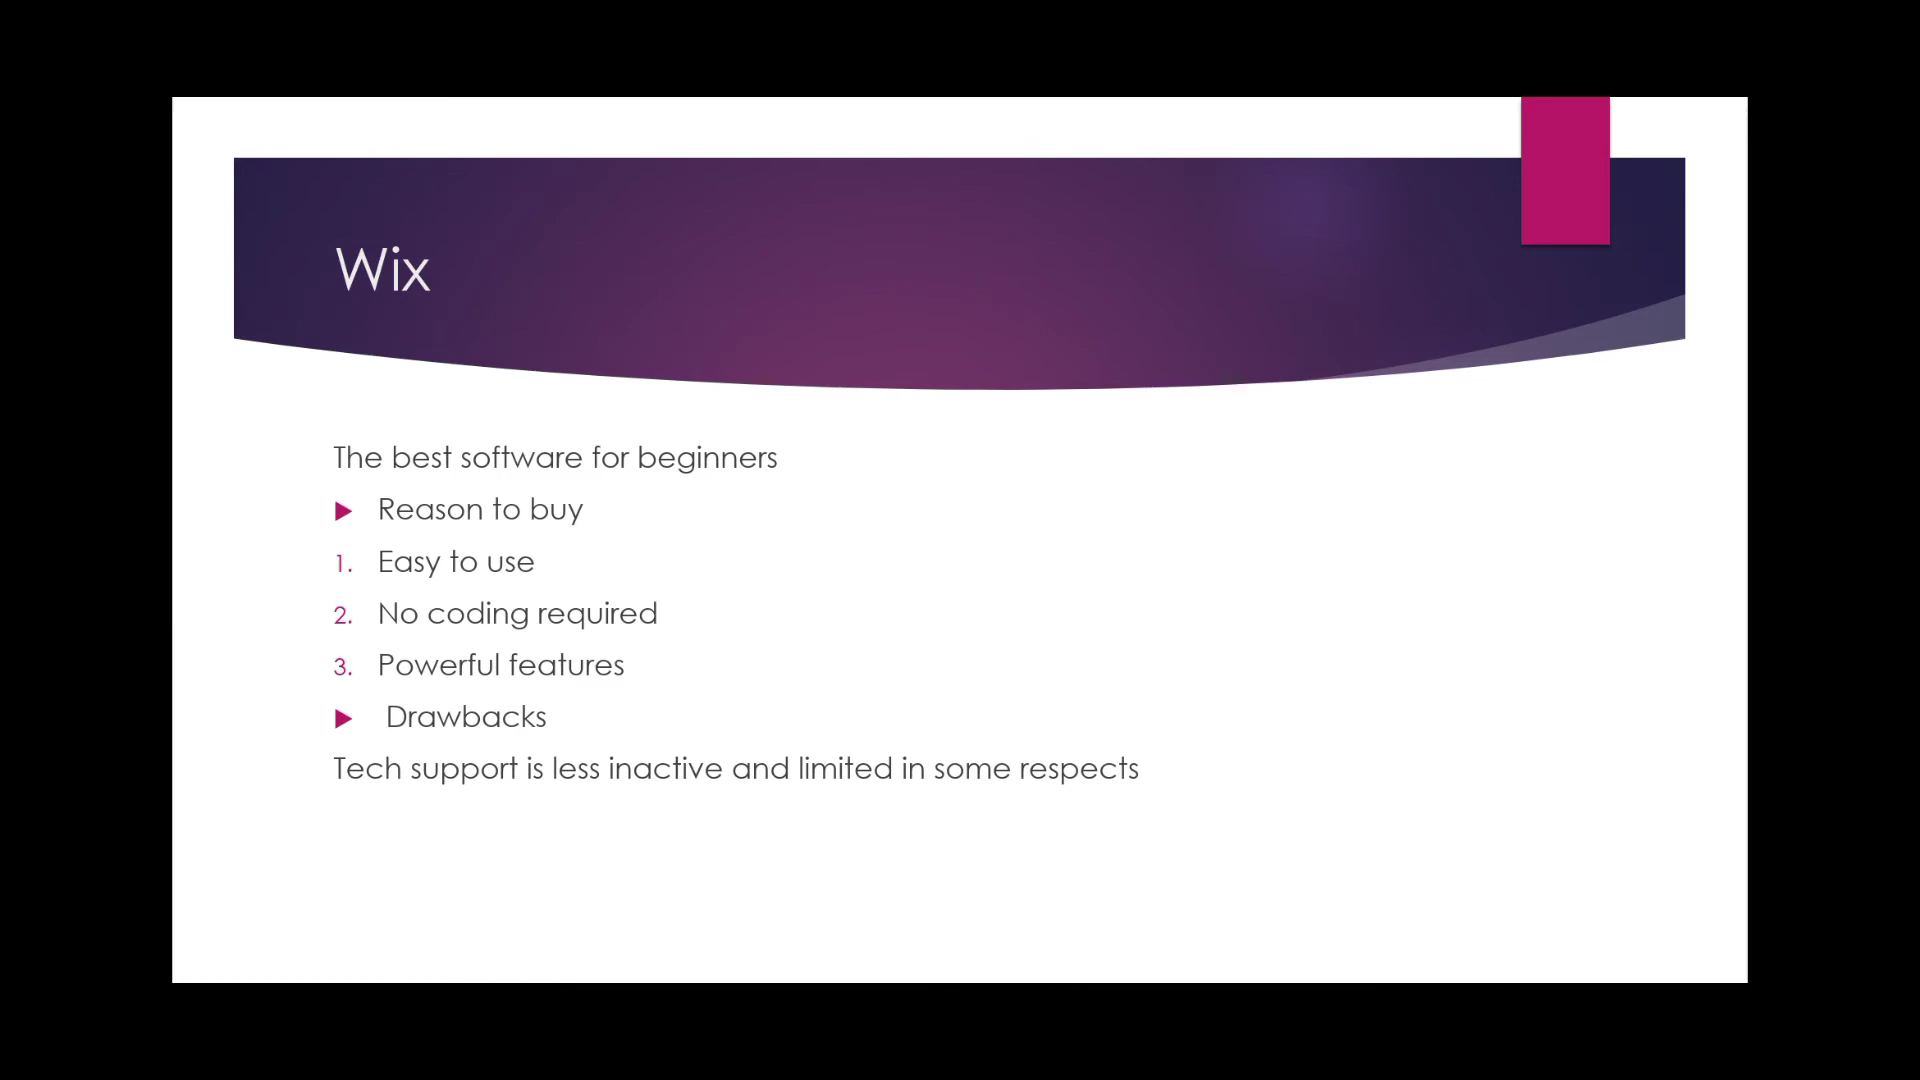 Wix
The best software for beginners
▶ Reason to buy
1. Easy to use
2. No coding required
3. Powerful features
▶ Drawbacks
Tech support is less inactive and limited in some respects